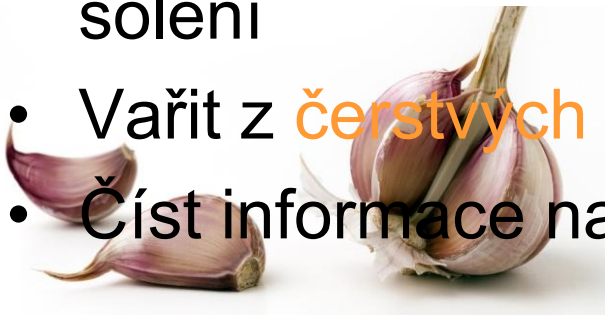 solení
• Vařit z čerstvých
• Číst informace na